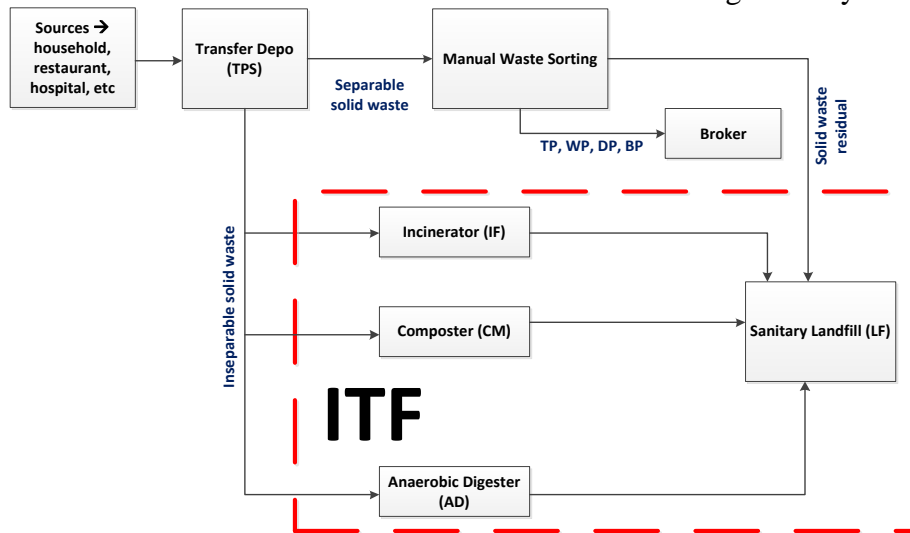 Sources →
household,
restaurant,
hospital, etc
Transfer Depo
(TPS)
Separable
solid waste
Manual Waste Sorting
TP, WP, DP, BP
Broker
Solid waste
residual
Inseparable solid waste
Incinerator (IF)
Composter (CM)
Sanitary Landfill (LF)
ITF
Anaerobic Digester
(AD)